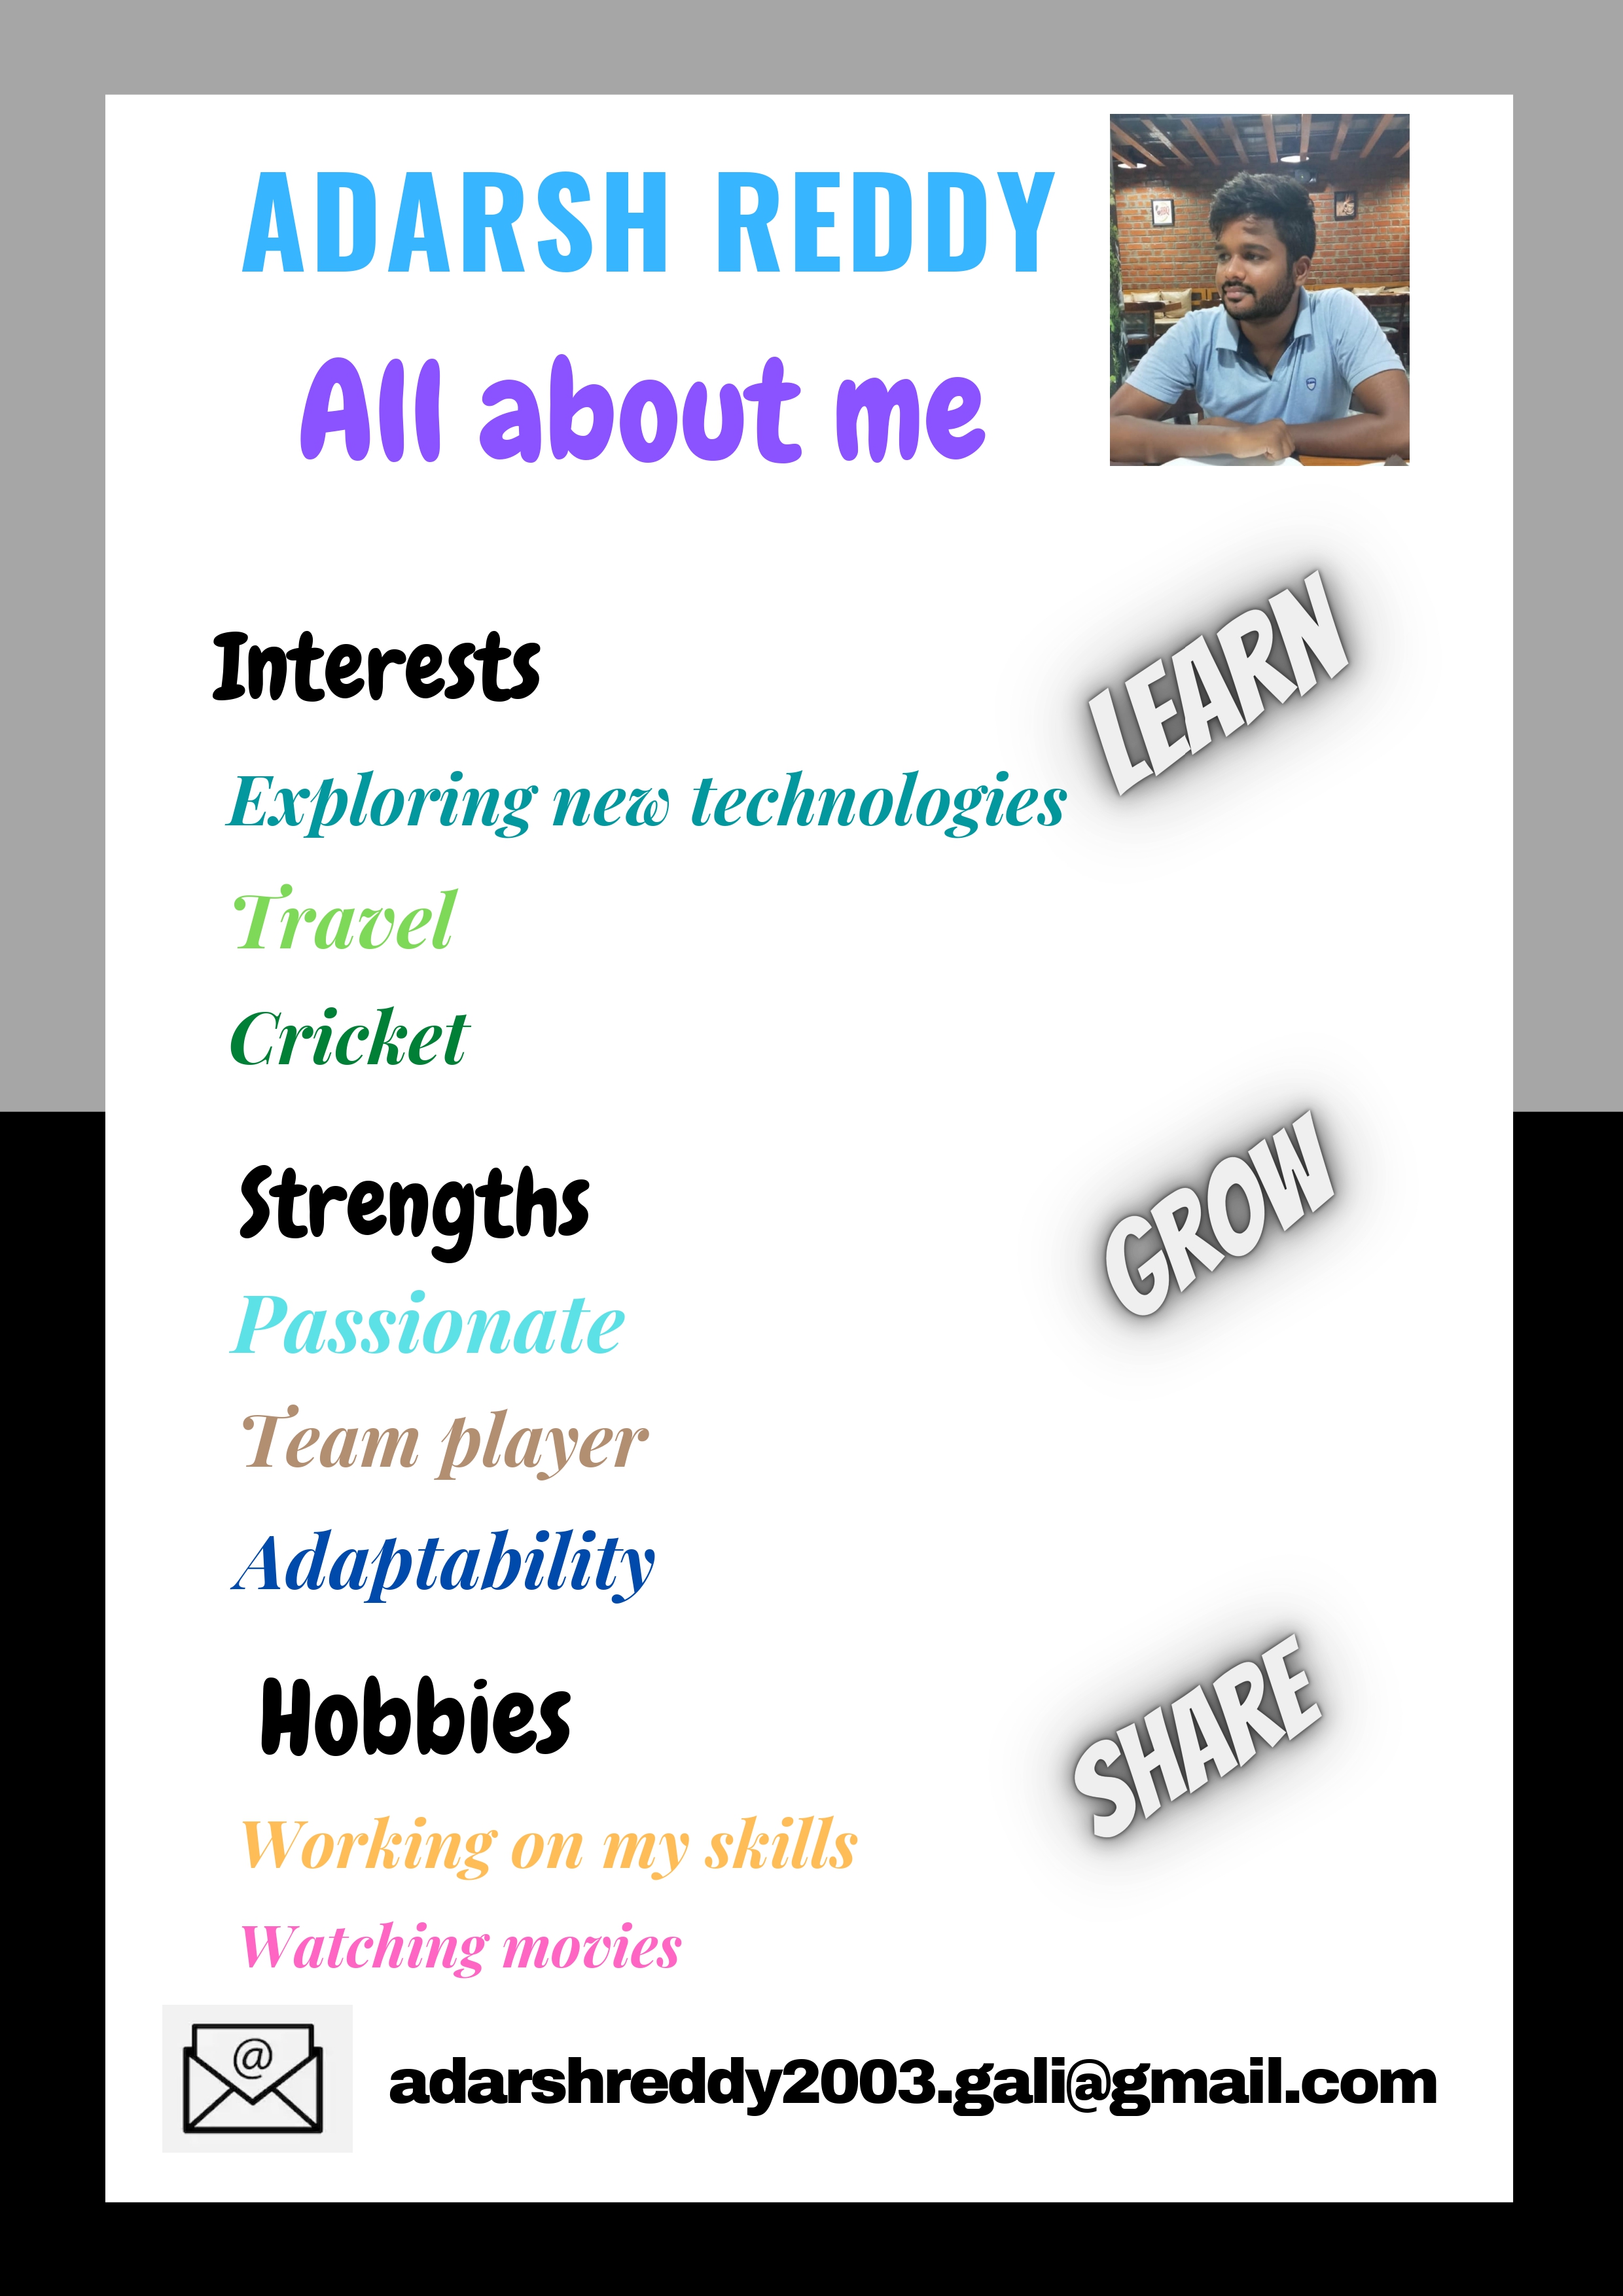 ADARSH REDDY
All about me
LEARN
Interests
Exploring new technologies
Travel
Cricket
GROW
Strengths
Passionate
Team player
Adaptability
SHARE
Hobbies
Working on my skills
Watching movies
@
adarshreddy2003.gali@gmail.com